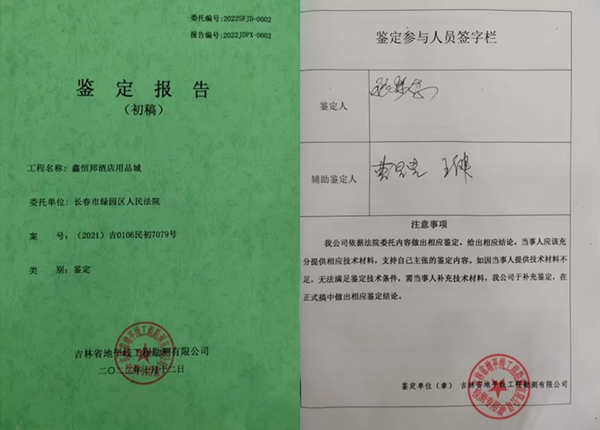 委托编号:2022SFJD-0002
报告编号:2022JDPX-0002
鉴 定 报 告
(初稿)
工程名称: 鑫恒邦酒店用品城
委托单位: 长春市绿园区人民法院
案 号: (2021)吉0106民初7079号
类 别: 鉴定
吉林省地平线工程勘测有限公司
二〇二二年七月十二日
鉴定参与人员签字栏
鉴定人
辅助鉴定人
注意事项
我公司依据法院委托内容做出相应鉴定,给出相应结论。当事人应该充
分提供相应技术材料,支持自己主张的鉴定内容。如因当事人提供技术材料不
足,无法满足鉴定技术条件,需当事人补充技术材料,我公司于补充鉴定,在
正式搞中做出相应鉴定结论。
鉴定单位(章) 吉林省地平线工程勘测有限公司